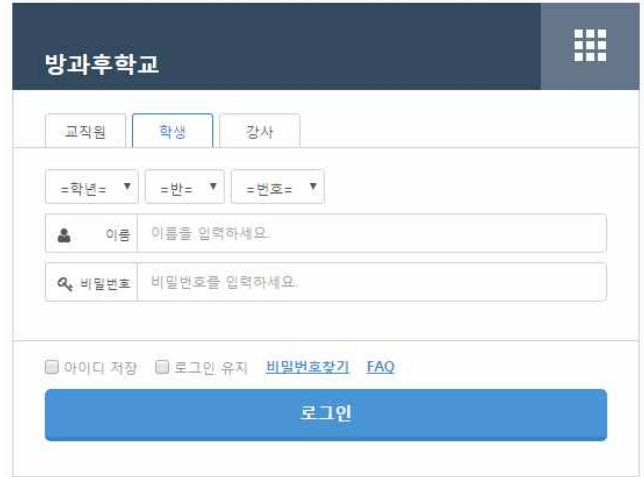 방과후학교
교직원 학생 강사
=학년= =반= =번호=
이름 이름을 입력하세요.
비밀번호 비밀번호를 입력하세요.
아이디 저장 로그인 유지 비밀번호찾기 FAQ
로그인